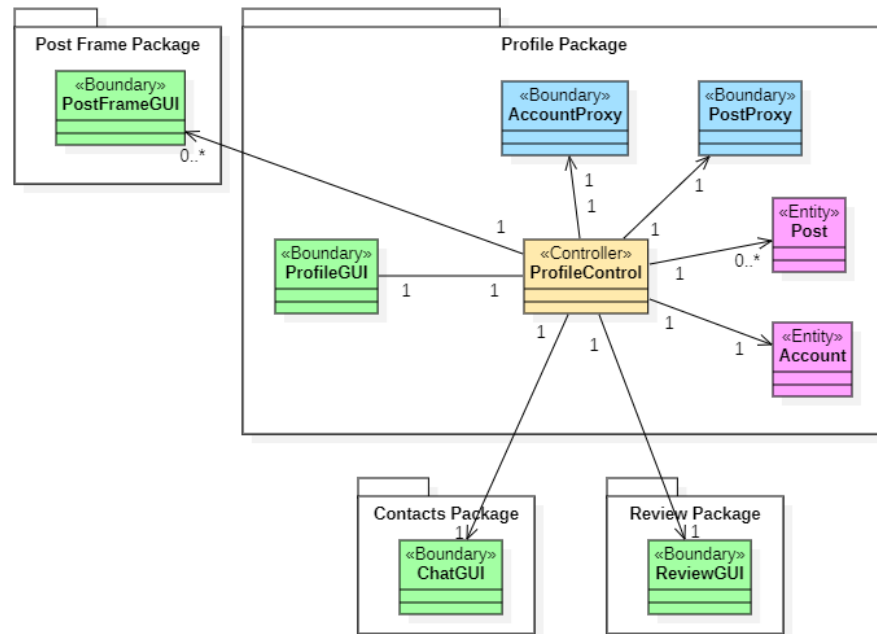 Post Frame Package
Profile Package
«Boundary»
PostFrameGUI
0..*
«Boundary»
AccountProxy
«Boundary»
PostProxy
1
1
1
1
1
«Entity»
Post
0..*
1
«Boundary»
ProfileGUI
1
1
«Controller»
ProfileControl
1
1
«Entity»
Account
1
1
Contacts Package
1
«Boundary»
ChatGUI
Review Package
1
«Boundary»
ReviewGUI